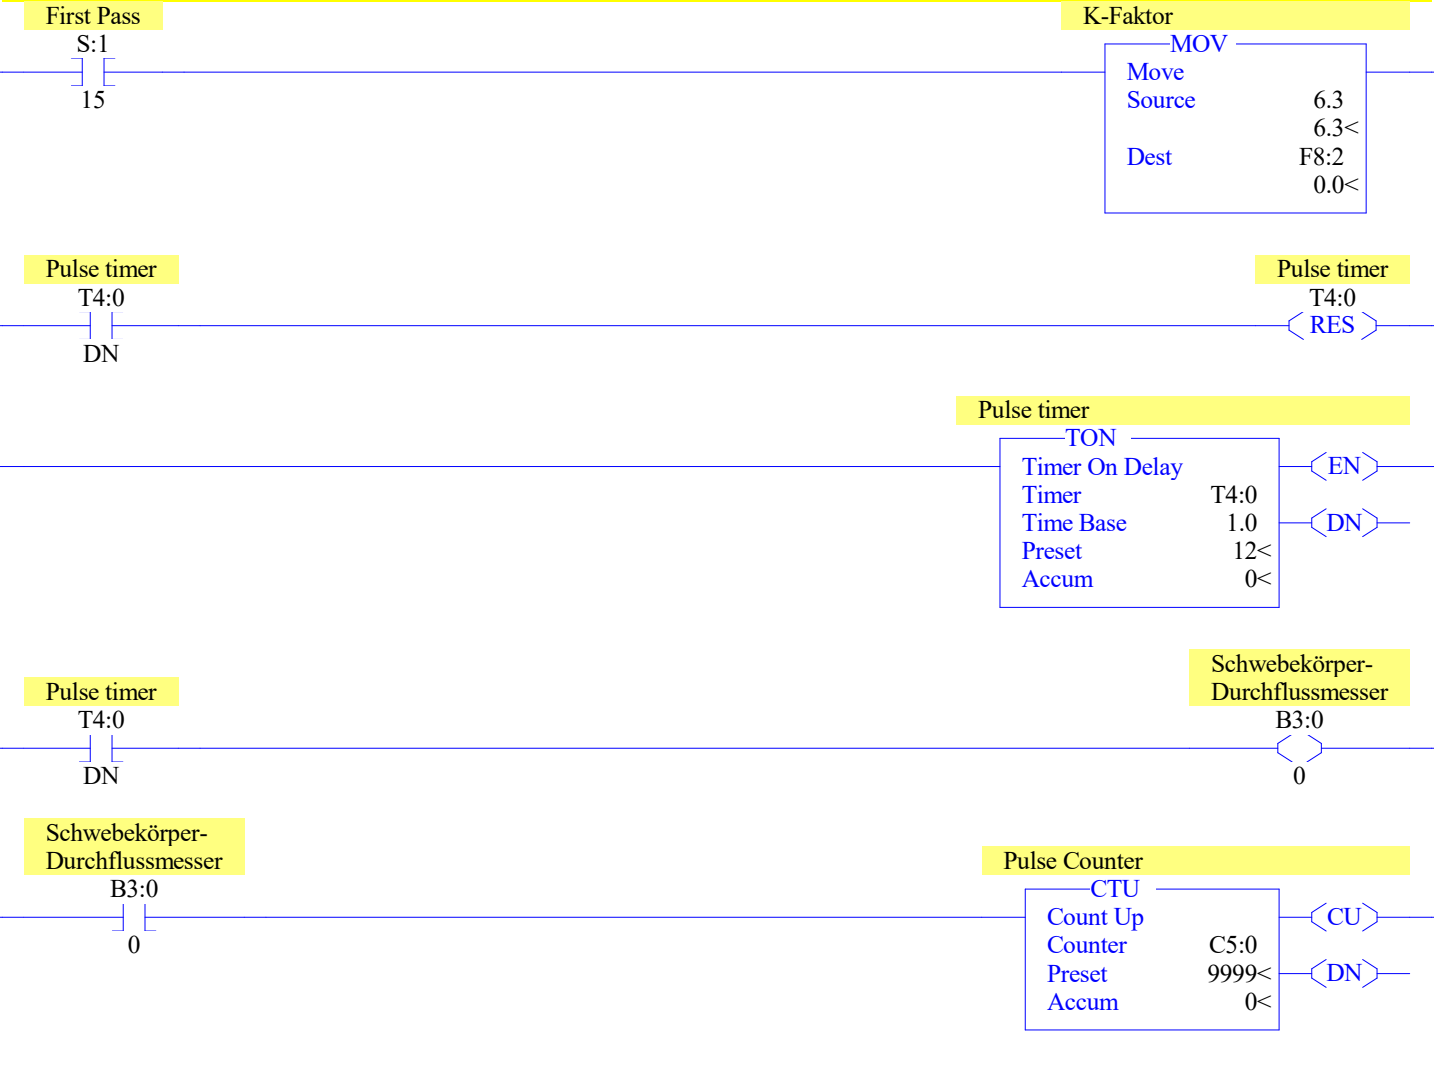 First Pass
S:1
15
K-Faktor
MOV
Move
Source 6.3
6.3<
Dest F8:2
0.0<
Pulse timer
T4:0
DN
Pulse timer
T4:0
RES
Pulse timer
TON
Timer On Delay
Timer T4:0
Time Base 1.0
Preset 12<
Accum 0<
EN
DN
Pulse timer
T4:0
DN
Schwebekörper-
Durchflussmesser
B3:0
0
Schwebekörper-
Durchflussmesser
B3:0
0
Pulse Counter
CTU
Count Up
Counter C5:0
Preset 9999<
Accum 0<
CU
DN